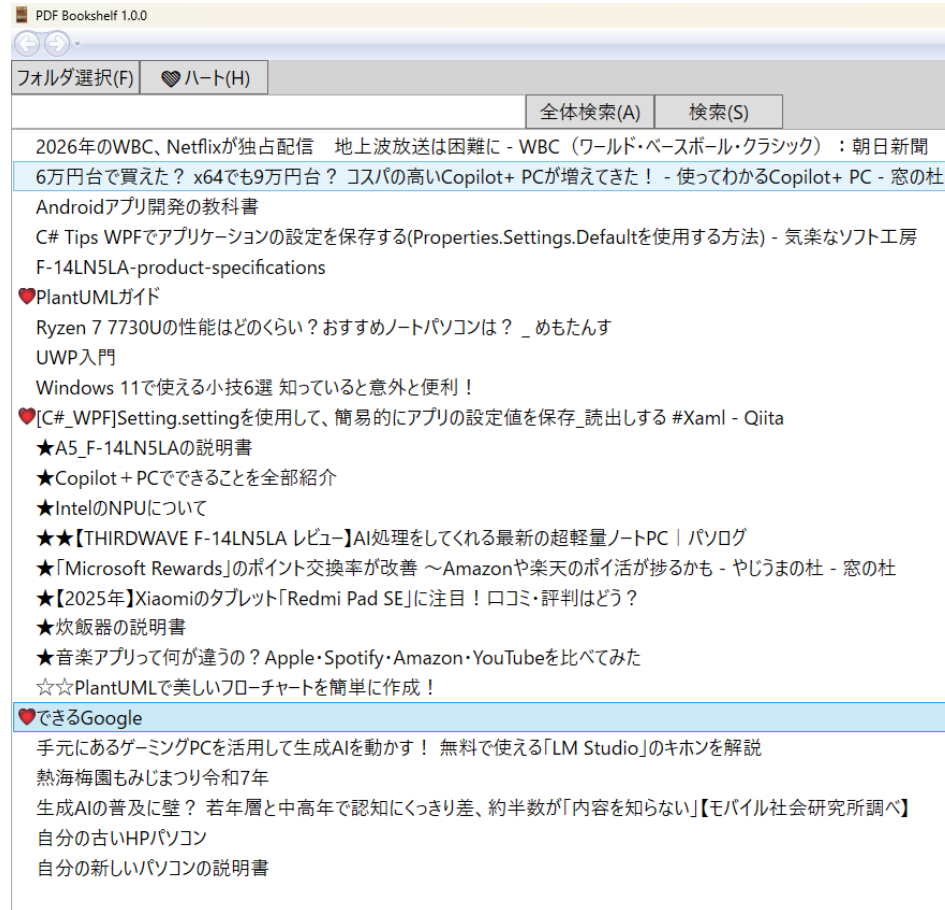 PDF Bookshelf 1.0.0
フォルダ選択(F) ハート(H)
全体検索(A) 検索(S)
2026年のWBC、Netflixが独占配信　地上波放送は困難に - WBC（ワールド・ベースボール・クラシック）：朝日新聞
6万円台で買えた？ x64でも9万円台？ コスパの高いCopilot+ PCが増えてきた！ - 使ってわかるCopilot+ PC - 窓の杜
Androidアプリ開発の教科書
C# Tips WPFでアプリケーションの設定を保存する(Properties.Settings.Defaultを使用する方法) - 気楽なソフト工房
F-14LN5LA-product-specifications
PlantUMLガイド
Ryzen 7 7730Uの性能はどのくらい？おすすめノートパソコンは？ _ めもたんす
UWP入門
Windows 11で使える小技6選 知っていると意外と便利！
[C#_WPF]Setting.settingを使用して、簡易的にアプリの設定値を保存_読出しする #Xaml - Qiita
★A5_F-14LN5LAの説明書
★Copilot＋PCでできることを全部紹介
★IntelのNPUについて
★★【THIRDWAVE F-14LN5LA レビュー】AI処理をしてくれる最新の超軽量ノートPC｜パソログ
★「Microsoft Rewards」のポイント交換率が改善 ～Amazonや楽天のポイ活が捗るかも - やじうまの杜 - 窓の杜
★【2025年】Xiaomiのタブレット「Redmi Pad SE」に注目！口コミ・評判はどう？
★炊飯器の説明書
★音楽アプリって何が違うの？Apple・Spotify・Amazon・YouTubeを比べてみた
☆☆PlantUMLで美しいフローチャートを簡単に作成！
できるGoogle
手元にあるゲーミングPCを活用して生成AIを動かす！ 無料で使える「LM Studio」のキホンを解説
熱海梅園もみじまつり令和7年
生成AIの普及に壁？ 若年層と中高年で認知にくっきり差、約半数が「内容を知らない」【モバイル社会研究所調べ】
自分の古いHPパソコン
自分の新しいパソコンの説明書